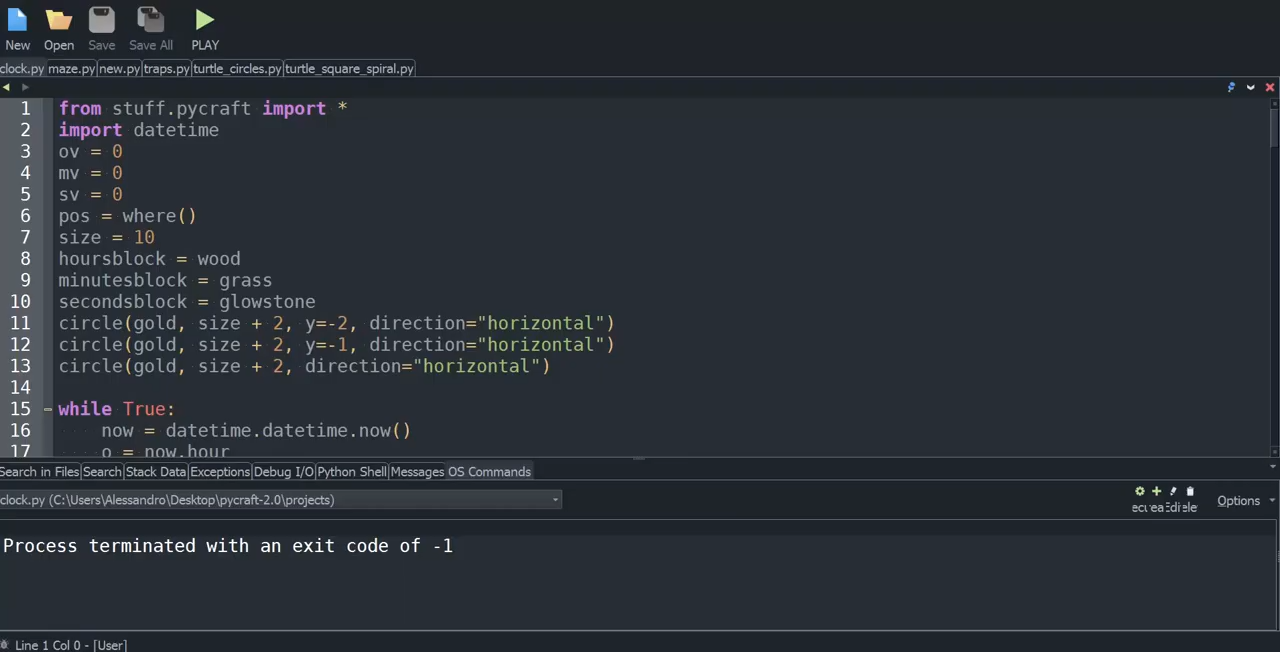 New Open Save Save All PLAY
clock.py maze.py new.py traps.py turtle_circles.py turtle_square_spiral.py
1 from stuff.pycraft import *
2 import datetime
3 ov = 0
4 mv = 0
5 sv = 0
6 pos = where()
7 size = 10
8 hoursblock = wood
9 minutesblock = grass
10 secondsblock = glowstone
11 circle(gold, size + 2, y=-2, direction="horizontal")
12 circle(gold, size + 2, y=-1, direction="horizontal")
13 circle(gold, size + 2, direction="horizontal")
14
15 while True:
16 now = datetime.datetime.now()
17 o = now.hour
Search in Files Search Stack Data Exceptions Debug I/O Python Shell Messages OS Commands
clock.py (C:\Users\Alessandro\Desktop\pycraft-2.0\projects)
Options
Process terminated with an exit code of -1
Line 1 Col 0 - [User]